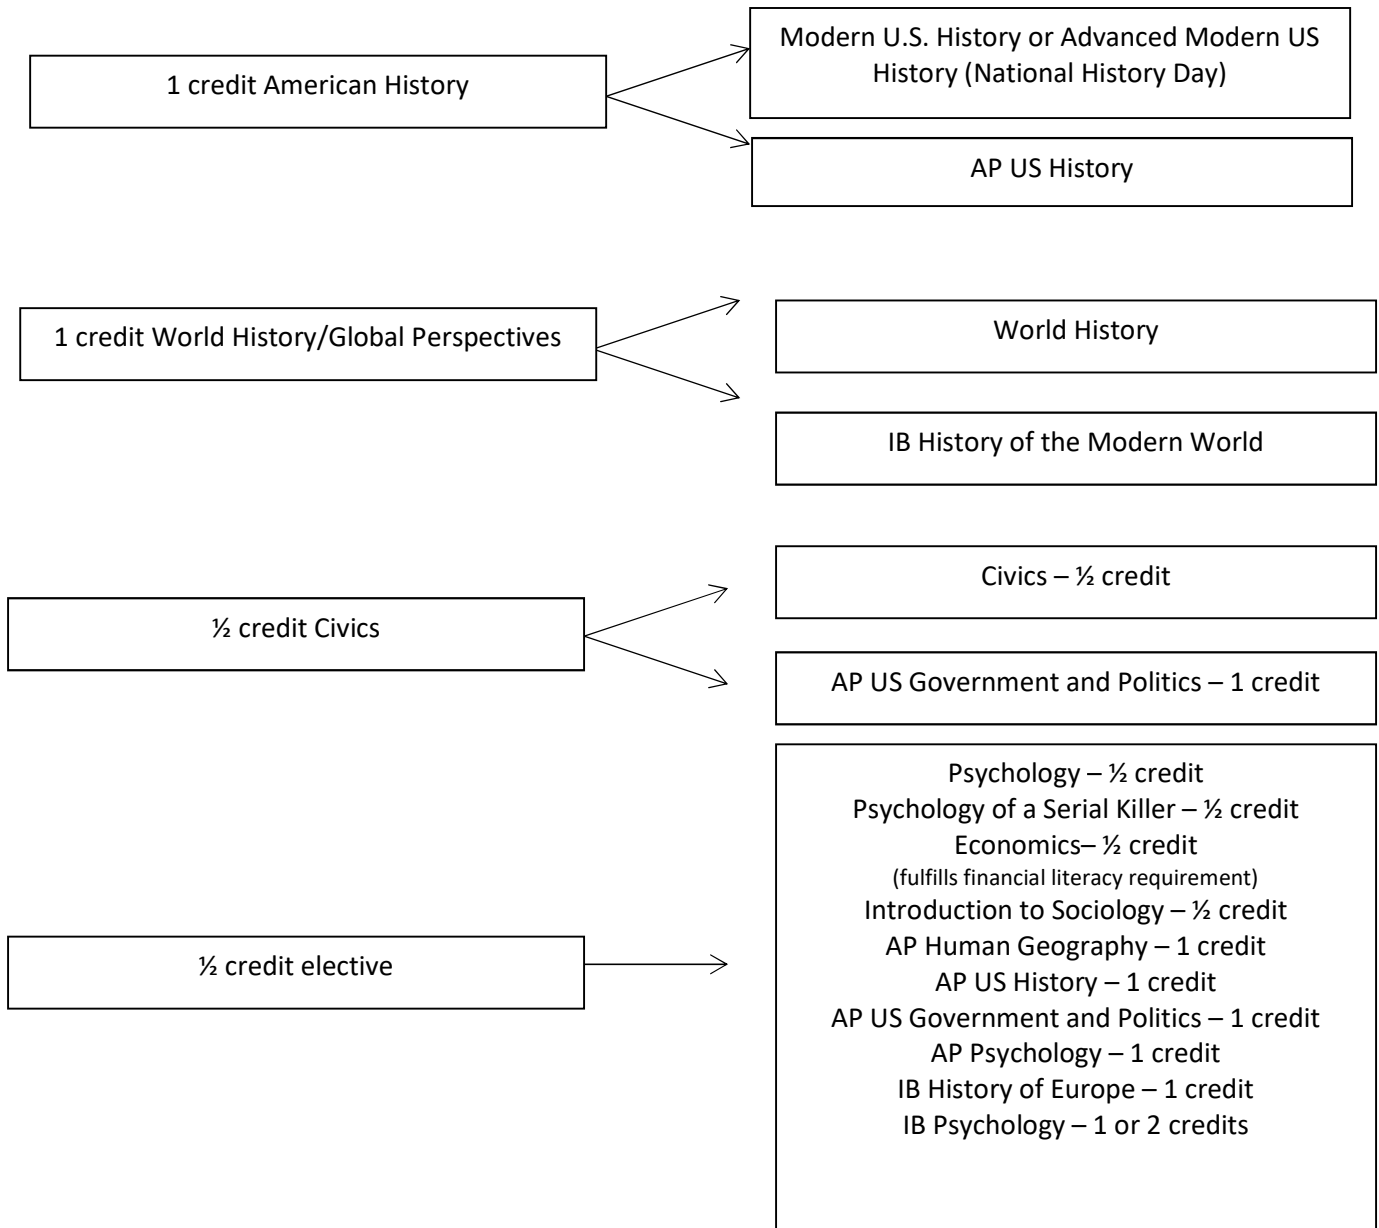 1 credit American History
Modern U.S. History or Advanced Modern US
History (National History Day)
AP US History
1 credit World History/Global Perspectives
World History
IB History of the Modern World
½ credit Civics
Civics – ½ credit
AP US Government and Politics – 1 credit
½ credit elective
Psychology – ½ credit
Psychology of a Serial Killer – ½ credit
Economics– ½ credit
(fulfills financial literacy requirement)
Introduction to Sociology – ½ credit
AP Human Geography – 1 credit
AP US History – 1 credit
AP US Government and Politics – 1 credit
AP Psychology – 1 credit
IB History of Europe – 1 credit
IB Psychology – 1 or 2 credits